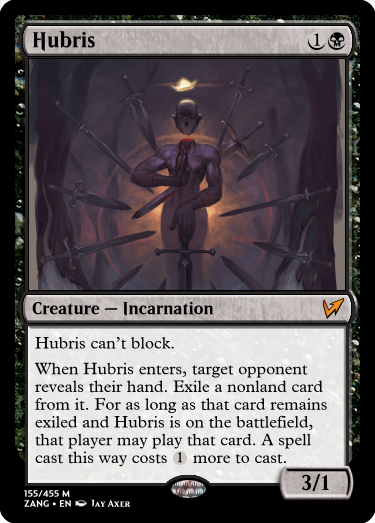 Hubris 1
Creature — Incarnation
Hubris can't block.
When Hubris enters, target opponent
reveals their hand. Exile a nonland card
from it. For as long as that card remains
exiled and Hubris is on the battlefield,
that player may play that card. A spell
cast this way costs 1 more to cast.
3/1
155/455 M
ZANG • EN Jay Axer